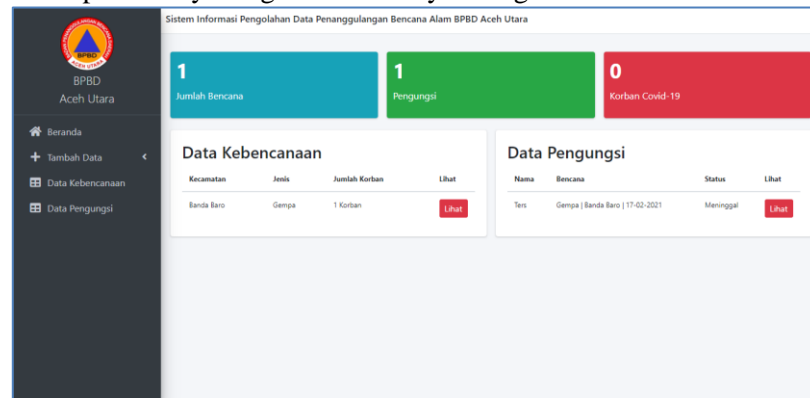 Sistem Informasi Pengolahan Data Penanggulangan Bencana Alam BPBD Aceh Utara
BPBD
BPBD
Aceh Utara
Beranda
Tambah Data
Data Kebencanaan
Data Pengungsi
1
Jumlah Bencana
1
Pengungsi
0
Korban Covid-19
Data Kebencanaan
Kecamatan Jenis Jumlah Korban Lihat
Banda Baro Gempa 1 Korban Lihat
Data Pengungsi
Nama Bencana Status Lihat
Ters Gempa | Banda Baro | 17-02-2021 Meninggal Lihat